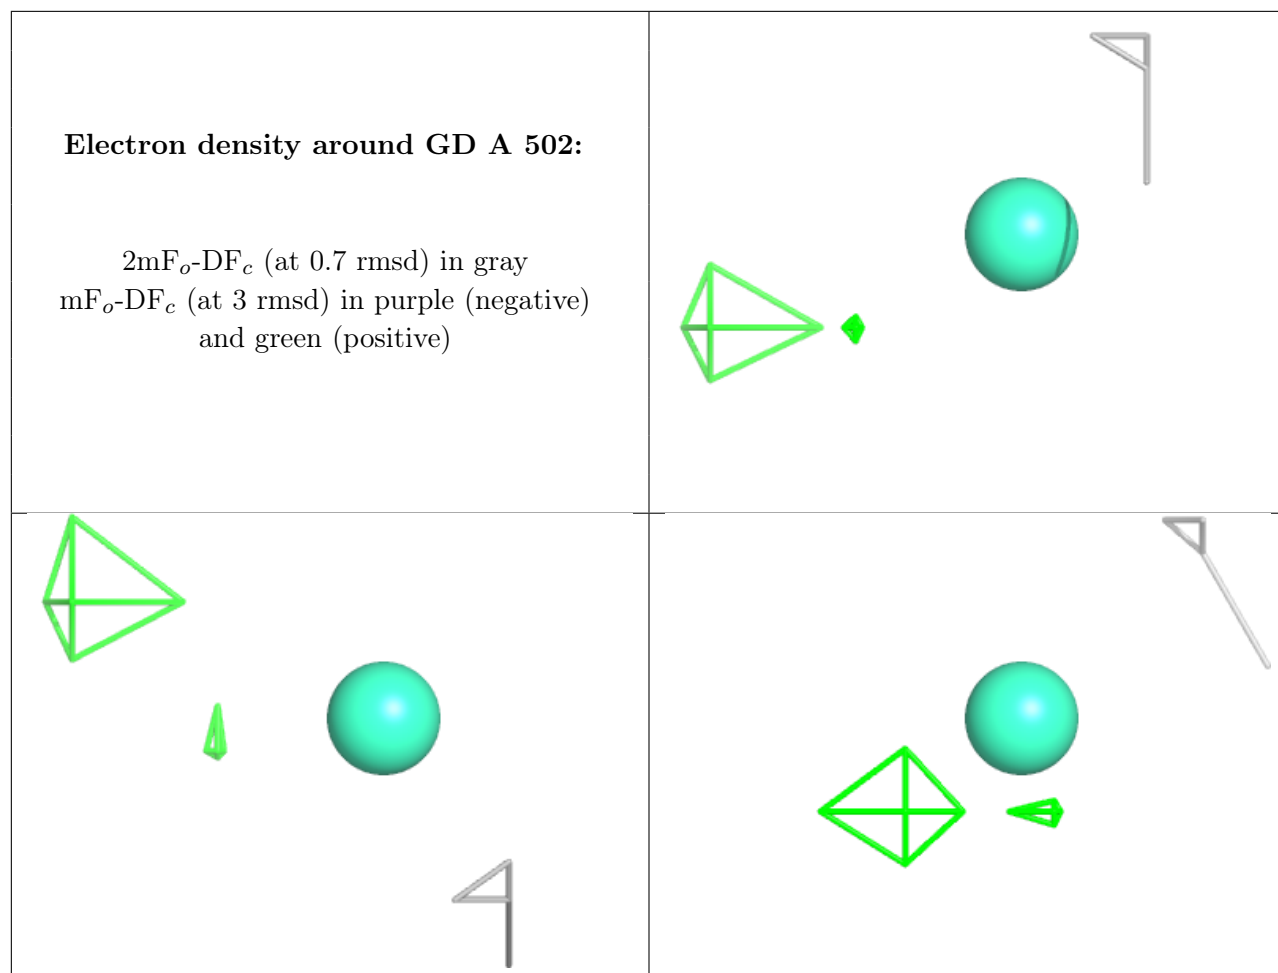 Electron density around GD A 502:
2mFo-DFc (at 0.7 rmsd) in gray
mFo-DFc (at 3 rmsd) in purple (negative)
and green (positive)